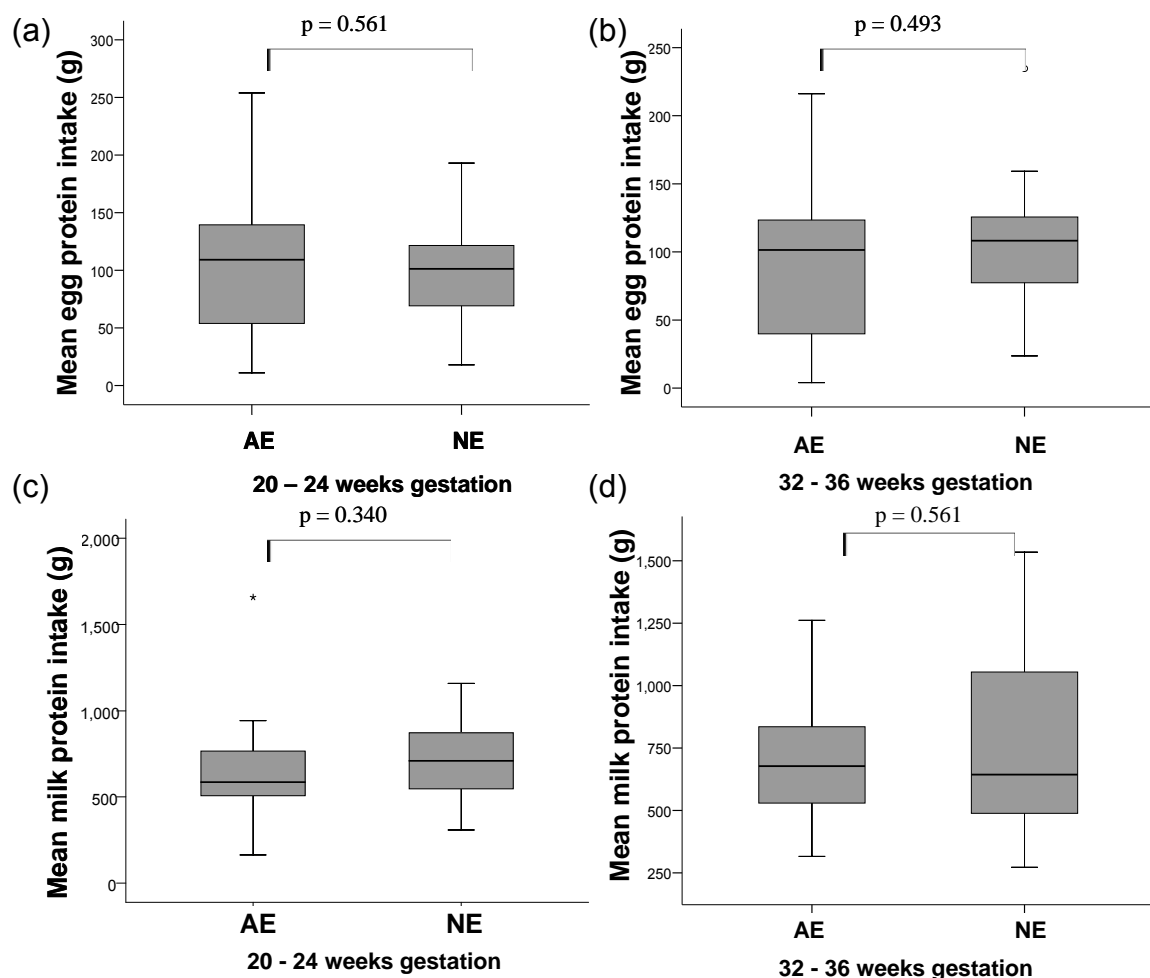 (a)
p = 0.561
Mean egg protein intake (g)
300
250
200
150
100
50
0
AE NE
20 – 24 weeks gestation
(b)
p = 0.493
Mean egg protein intake (g)
250
200
150
100
50
0
AE NE
32 - 36 weeks gestation
(c)
p = 0.340
Mean milk protein intake (g)
2,000
1,500
1,000
500
0
*
AE NE
20 - 24 weeks gestation
(d)
p = 0.561
Mean milk protein intake (g)
1,500
1,250
1,000
750
500
250
AE NE
32 - 36 weeks gestation